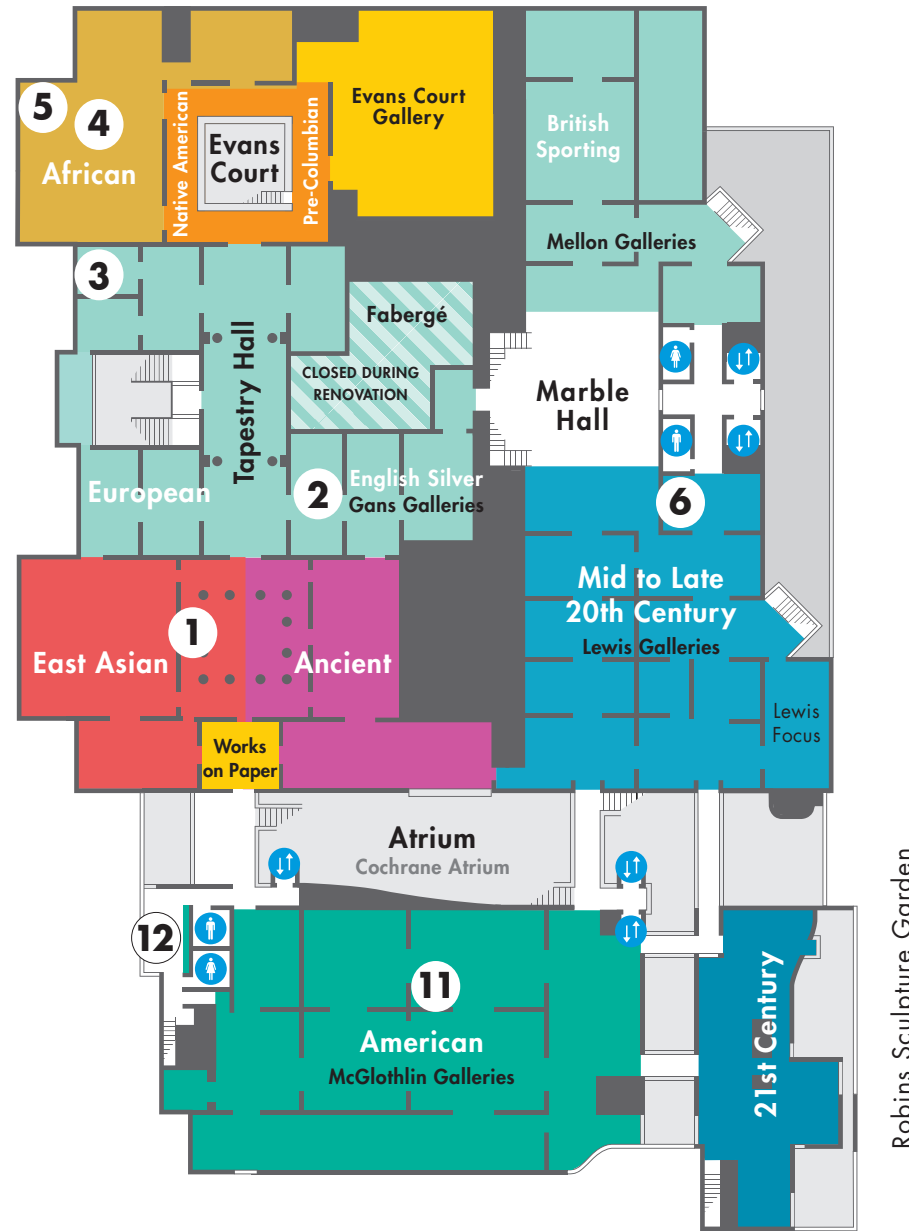 5
4
African
Native American
Evans
Court
Pre-Columbian
Evans Court
Gallery
British
Sporting
Mellon Galleries
3
Tapestry Hall
Fabergé
CLOSED DURING
RENOVATION
Marble
Hall
European
2
English Silver
Gans Galleries
6
Mid to Late
20th Century
Lewis Galleries
1
East Asian
Ancient
Lewis
Focus
Works
on Paper
Atrium
Cochrane Atrium
12
11
American
McGlothlin Galleries
21st Century
Robins Sculpture Garden